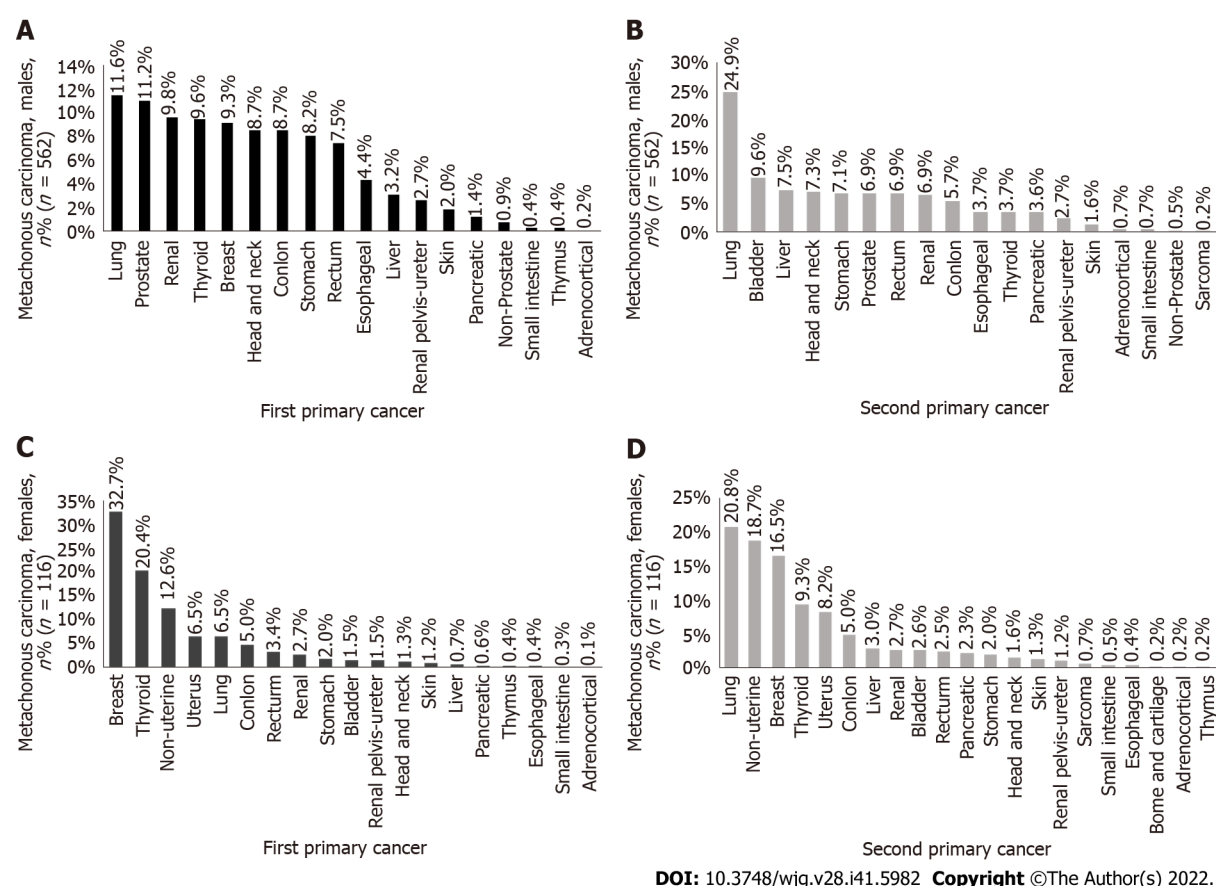 A
Metachonous carcinoma, males,
n% (n = 562)
14%
12%
10%
8%
6%
4%
2%
0%
11.6%
11.2%
9.8%
9.6%
9.3%
8.7%
8.7%
8.2%
7.5%
4.4%
3.2%
2.7%
2.0%
1.4%
0.9%
0.4%
0.4%
0.2%
Lung
Prostate
Renal
Thyroid
Breast
Head and neck
Conlon
Stomach
Rectum
Esophageal
Liver
Renal pelvis-ureter
Skin
Pancreatic
Non-Prostate
Small intestine
Thymus
Adrenocortical
First primary cancer
B
Metachonous carcinoma, males,
n% (n = 562)
30%
25%
20%
15%
10%
5%
0%
24.9%
9.6%
7.5%
7.3%
7.1%
6.9%
6.9%
6.9%
5.7%
3.7%
3.7%
3.6%
2.7%
1.6%
0.7%
0.7%
0.5%
0.2%
Lung
Bladder
Liver
Head and neck
Stomach
Prostate
Rectum
Renal
Conlon
Esophageal
Thyroid
Pancreatic
Renal pelvis-ureter
Skin
Adrenocortical
Small intestine
Non-Prostate
Sarcoma
Second primary cancer
C
Metachonous carcinoma, females,
n% (n = 116)
35%
30%
25%
20%
15%
10%
5%
0%
32.7%
20.4%
12.6%
6.5%
6.5%
5.0%
3.4%
2.7%
2.0%
1.5%
1.5%
1.3%
1.2%
0.7%
0.6%
0.4%
0.4%
0.3%
0.1%
Breast
Thyroid
Non-uterine
Uterus
Lung
Conlon
Recturm
Renal
Stomach
Bladder
Renal pelvis-ureter
Head and neck
Skin
Liver
Pancreatic
Thymus
Esophageal
Small intestine
Adrenocortical
First primary cancer
D
Metachonous carcinoma, females,
n% (n = 116)
25%
20%
15%
10%
5%
0%
20.8%
18.7%
16.5%
9.3%
8.2%
5.0%
3.0%
2.7%
2.6%
2.5%
2.3%
2.0%
1.6%
1.3%
1.2%
0.7%
0.5%
0.4%
0.2%
0.2%
0.2%
Lung
Non-uterine
Breast
Thyroid
Uterus
Conlon
Liver
Renal
Bladder
Recturm
Pancreatic
Stomach
Head and neck
Skin
Renal pelvis-ureter
Sarcoma
Small intestine
Esophageal
Bome and cartilage
Adrenocortical
Thymus
Second primary cancer
DOI: 10.3748/wjg.v28.i41.5982 Copyright ©The Author(s) 2022.